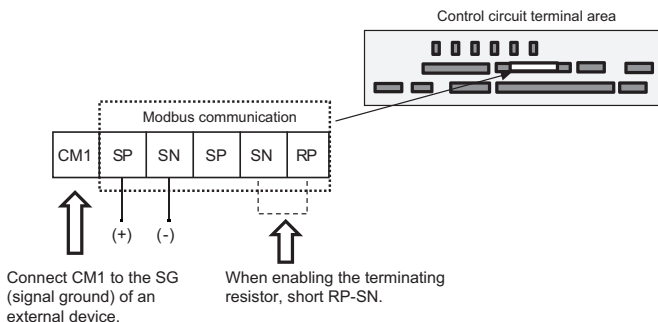 Control circuit terminal area
Modbus communication
CM1 SP SN SP SN RP
(+) (-)
Connect CM1 to the SG
(signal ground) of an
external device.
When enabling the terminating
resistor, short RP-SN.